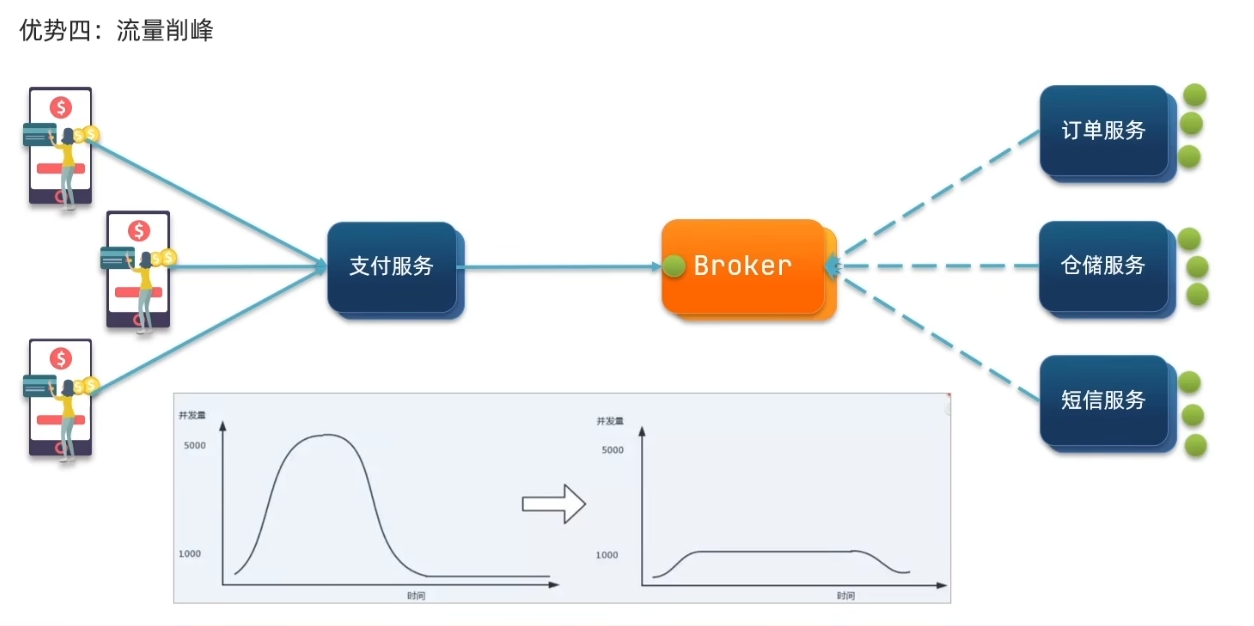 优势四：流量削峰
$
$
$
$
$
$
$
$
$
支付服务
Broker
订单服务
仓储服务
短信服务
并发量
5000
1000
时间
并发量
5000
1000
时间